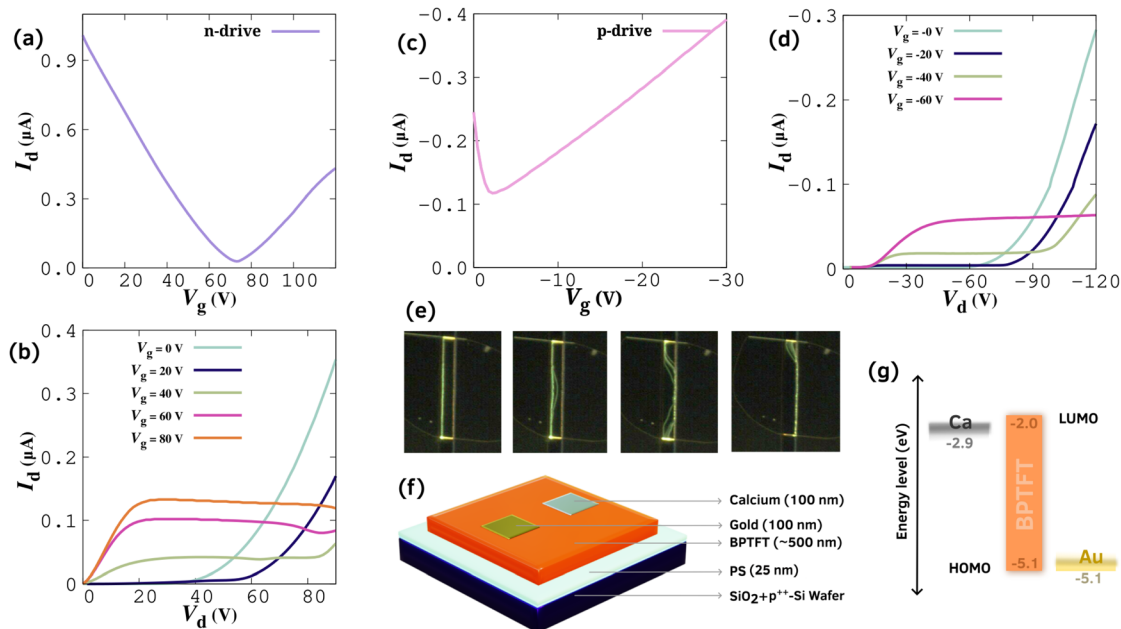 (a)
n-drive
0.9
0.6
0.3
0.0
I_d (μA)
0 20 40 60 80 100
V_g (V)
(c)
p-drive
-0.4
-0.3
-0.2
-0.1
0.0
I_d (μA)
0 -10 -20 -30
V_g (V)
(d)
V_g = -0 V
V_g = -20 V
V_g = -40 V
V_g = -60 V
-0.3
-0.2
-0.1
0
I_d (μA)
-30 -60 -90 -120
V_d (V)
(b)
V_g = 0 V
V_g = 20 V
V_g = 40 V
V_g = 60 V
V_g = 80 V
0.4
0.3
0.2
0.1
0
I_d (μA)
0 20 40 60 80
V_d (V)
(e)
(f)
Calcium (100 nm)
Gold (100 nm)
BPTFT (~500 nm)
PS (25 nm)
SiO2+p++-Si Wafer
(g)
Energy level (eV)
Ca
-2.9
-2.0
LUMO
BPTFT
HOMO
-5.1
Au
-5.1